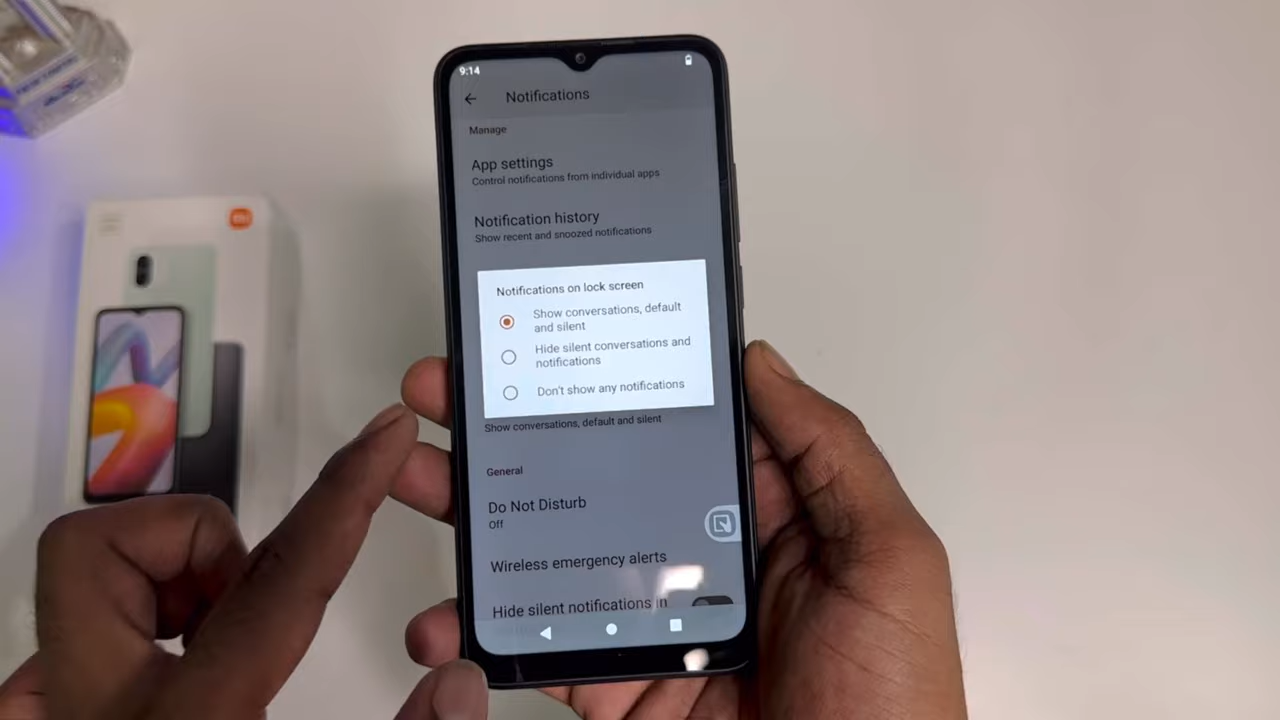 9:14
Notifications
Manage
App settings
Control notifications from individual apps
Notification history
Show recent and snoozed notifications
Notifications on lock screen
Show conversations, default
and silent
Hide silent conversations and
notifications
Don't show any notifications
Show conversations, default and silent
General
Do Not Disturb
Off
Wireless emergency alerts
Hide silent notifications in